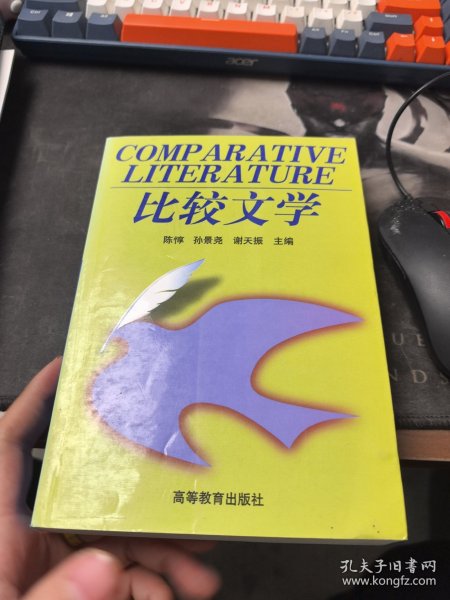 acer
COMPARATIVE
LITERATURE
比较文学
陈惇 孙景尧 谢天振 主编
高等教育出版社
孔夫子旧书网
www.kongfz.com